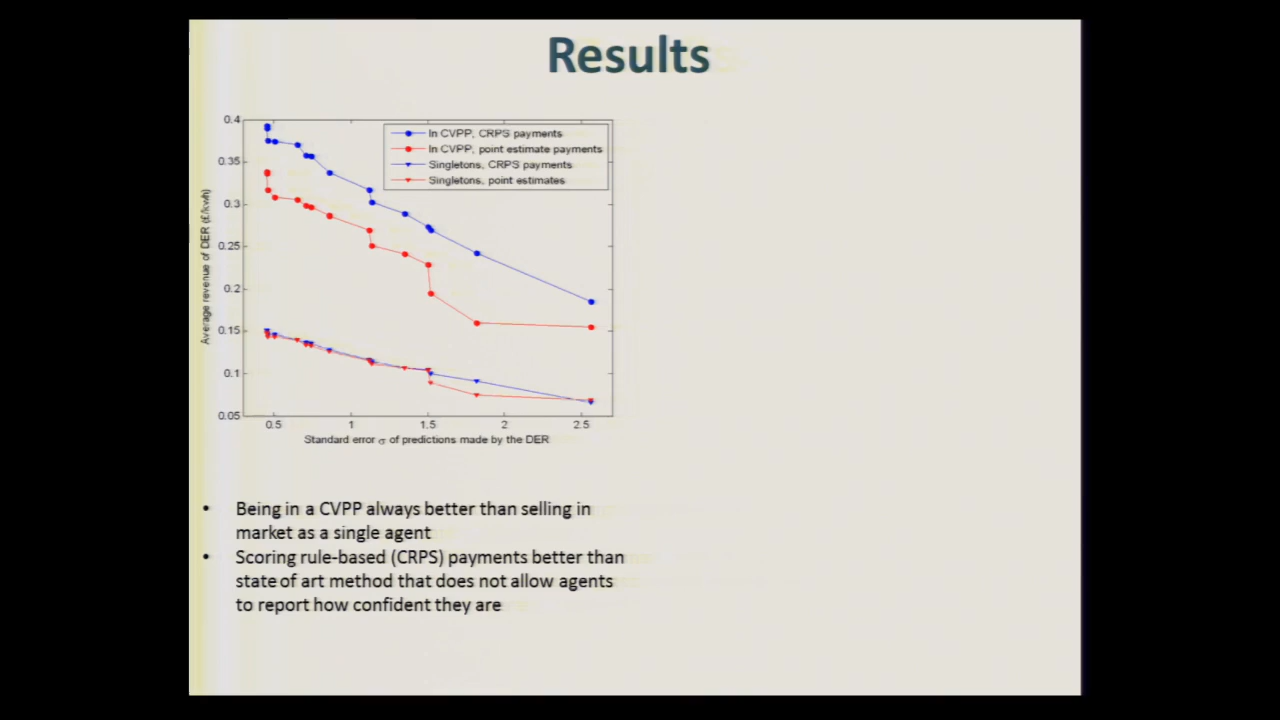 Results
0.4
0.35
0.3
0.25
0.2
0.15
0.1
0.05
Average revenue of DER (£/kwh)
In CVPP, CRPS payments
In CVPP, point estimate payments
Singletons, CRPS payments
Singletons, point estimates
0.5 1 1.5 2 2.5
Standard error σ of predictions made by the DER
• Being in a CVPP always better than selling in
market as a single agent
• Scoring rule-based (CRPS) payments better than
state of art method that does not allow agents
to report how confident they are